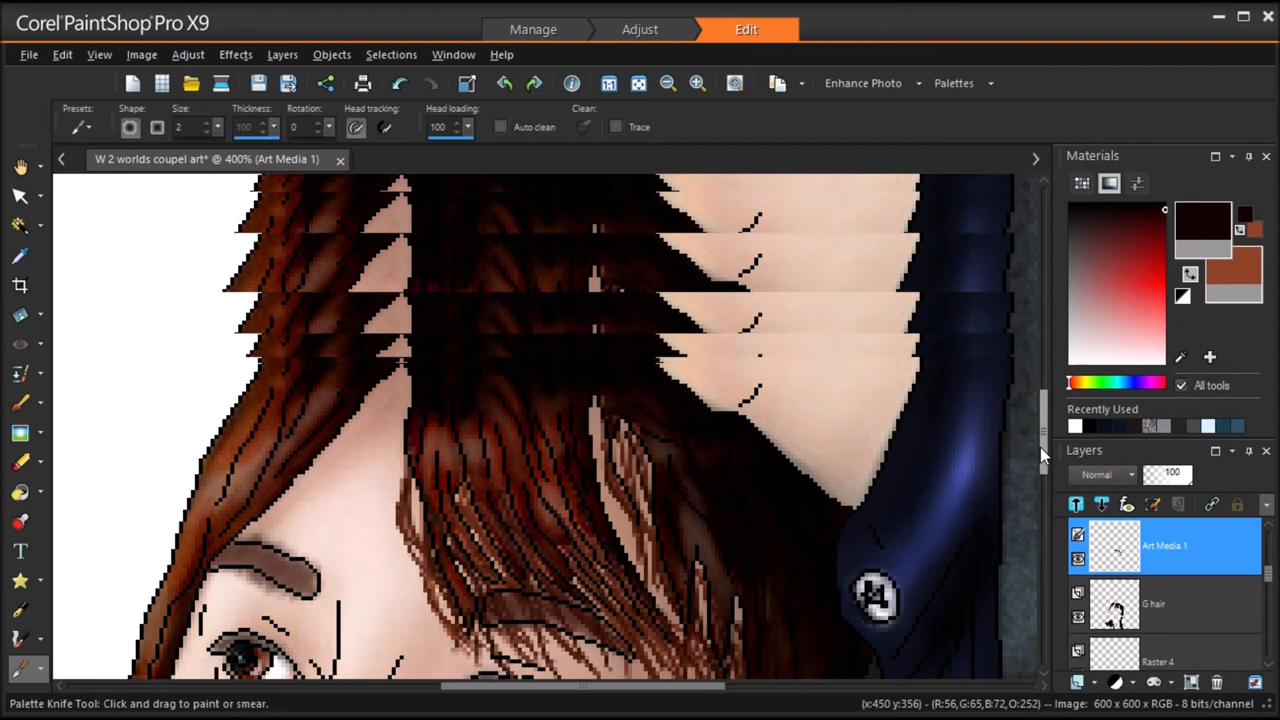 Corel PaintShop Pro X9
Manage
Adjust
Edit
File Edit View Image Adjust Effects Layers Objects Selections Window Help
Enhance Photo
Palettes
Presets: Shape: Size: Thickness: Rotation: Head tracking: Head loading: Clean:
2 100 0 100 Auto clean Trace
W 2 worlds coupel art* @ 400% (Art Media 1)
Materials
All tools
Recently Used
Layers
Normal 100
Art Media 1
G hair
Raster 4
Palette Knife Tool: Click and drag to paint or smear.
(x:450 y:356) -- (R:56, G:65, B:72, O:252) -- Image: 600 x 600 x RGB - 8 bits/channel